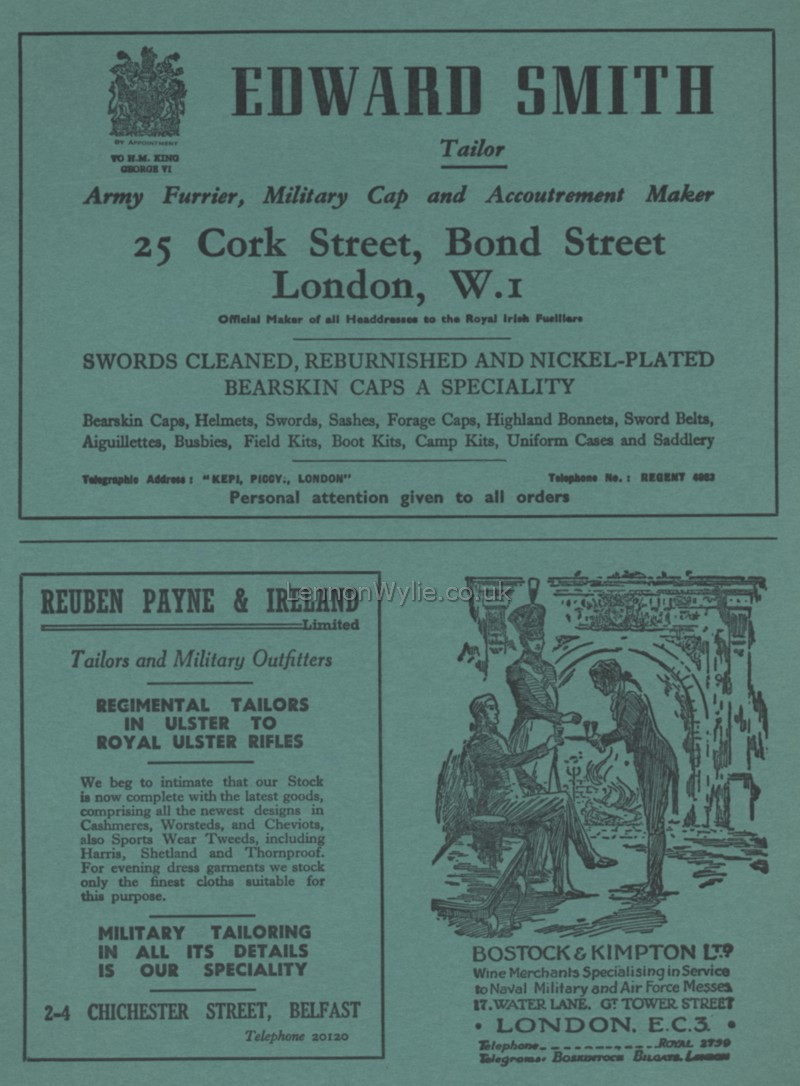 EDWARD SMITH
BY APPOINTMENT
TO H.M. KING
GEORGE VI
Tailor
Army Furrier, Military Cap and Accoutrement Maker
25 Cork Street, Bond Street
London, W.1
Official Maker of all Headdresses to the Royal Irish Fusiliers
SWORDS CLEANED, REBURNISHED AND NICKEL-PLATED
BEARSKIN CAPS A SPECIALITY
Bearskin Caps, Helmets, Swords, Sashes, Forage Caps, Highland Bonnets, Sword Belts,
Aiguillettes, Busbies, Field Kits, Boot Kits, Camp Kits, Uniform Cases and Saddlery
Telegraphic Address: "KEPI, PICCY., LONDON" Telephone No.: REGENT
Personal attention given to all orders
LennonWylie.co.uk
REUBEN PAYNE & IRELAND
Limited
Tailors and Military Outfitters
REGIMENTAL TAILORS
IN ULSTER TO
ROYAL ULSTER RIFLES
We beg to intimate that our Stock
is now complete with the latest goods,
comprising all the newest designs in
Cashmeres, Worsteds, and Cheviots,
also Sports Wear Tweeds, including
Harris, Shetland and Thornproof.
For evening dress garments we stock
only the finest cloths suitable for
this purpose.
MILITARY TAILORING
IN ALL ITS DETAILS
IS OUR SPECIALITY
2-4 CHICHESTER STREET, BELFAST
Telephone 20120
BOSTOCK & KIMPTON LTD
Wine Merchants Specialising in Service
to Naval Military and Air Force Messes
17. WATER LANE. GT TOWER STREET
• LONDON. E.C.3. •
Telephone ROYAL
Telegrams. BILGATE. LONDON